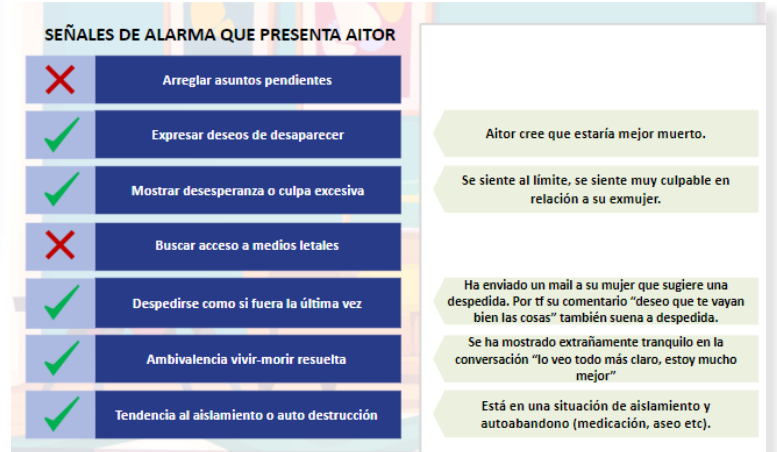 SEÑALES DE ALARMA QUE PRESENTA AITOR
Arreglar asuntos pendientes
Expresar deseos de desaparecer
Aitor cree que estaría mejor muerto.
Mostrar desesperanza o culpa excesiva
Se siente al límite, se siente muy culpable en
relación a su exmujer.
Buscar acceso a medios letales
Despedirse como si fuera la última vez
Ha enviado un mail a su mujer que sugiere una
despedida. Por tf su comentario “deseo que te vayan
bien las cosas” también suena a despedida.
Ambivalencia vivir-morir resuelta
Se ha mostrado extrañamente tranquilo en la
conversación “lo veo todo más claro, estoy mucho
mejor”
Tendencia al aislamiento o auto destrucción
Está en una situación de aislamiento y
autoabandono (medicación, aseo etc).